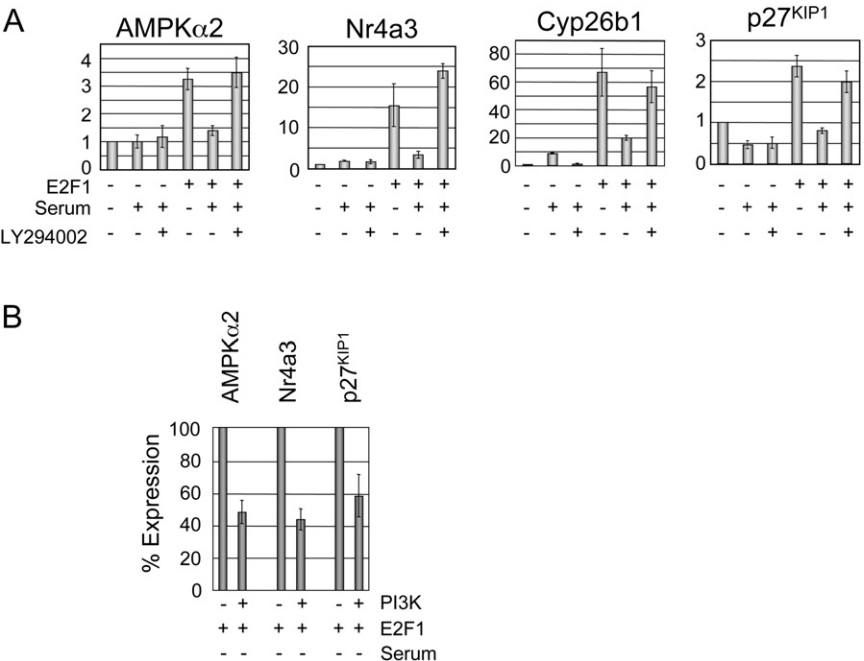 A
AMPKα2 Nr4a3 Cyp26b1 p27KIP1
4 30 80 3
3 20 60 2
2 10 40 1
1 0 20 0
0 0
E2F1 - - - + + + - - - + + + - - - + + + - - - + + +
Serum - + + - + + - + + - + + - + + - + + - + + - + +
LY294002 - - + - - + - - + - - + - - + - - + - - + - - +
B
AMPKα2 Nr4a3 p27KIP1
% Expression
100
80
60
40
20
0
- + - + - + PI3K
+ + + + + + E2F1
- - - - - - Serum